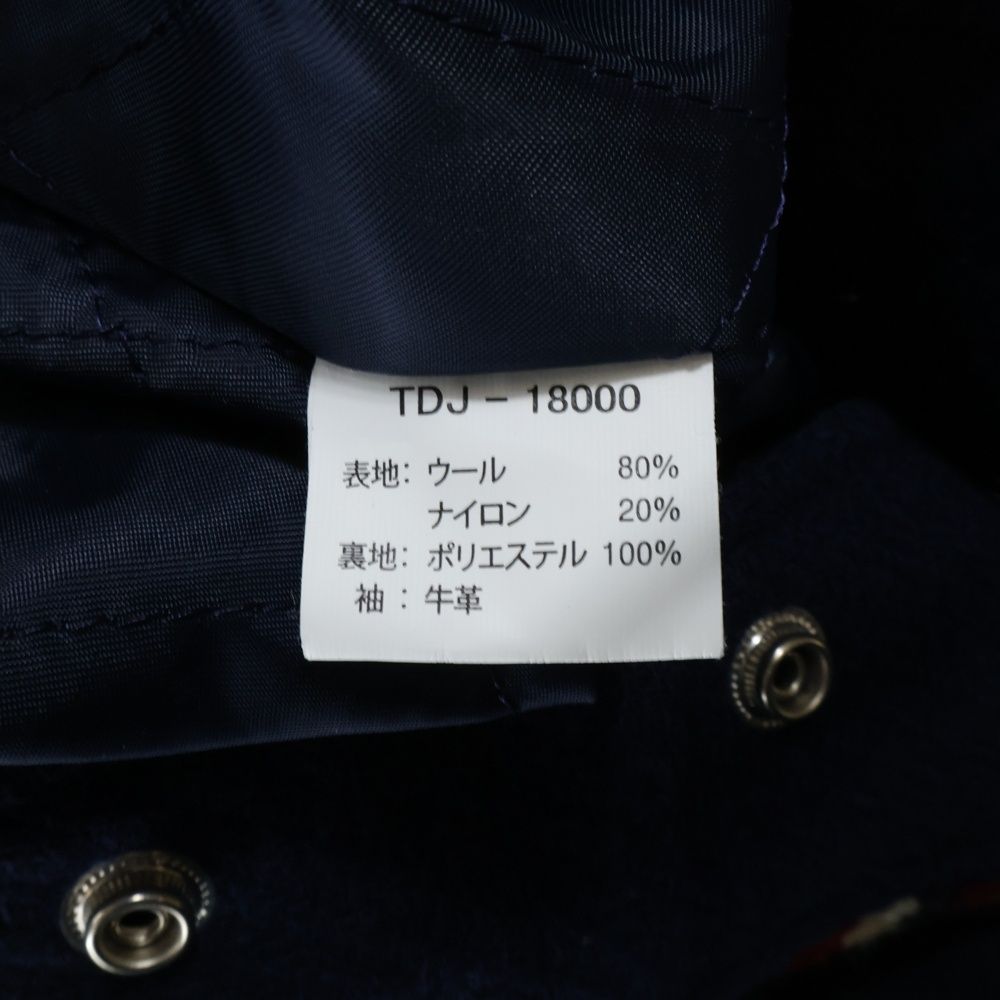 TDJ - 18000
表地: ウール 80%
ナイロン 20%
裏地: ポリエステル 100%
袖 : 牛革